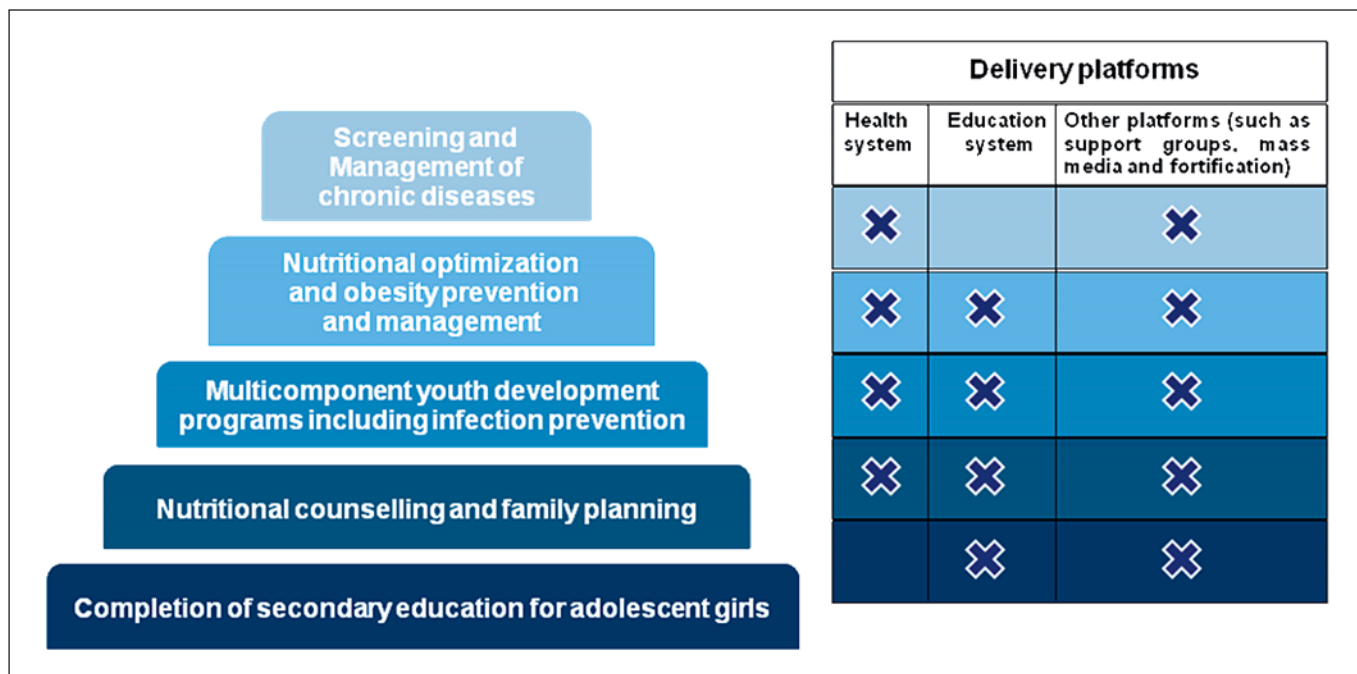 Screening and
Management of
chronic diseases
Nutritional optimization
and obesity prevention
and management
Multicomponent youth development
programs including infection prevention
Nutritional counselling and family planning
Completion of secondary education for adolescent girls
Delivery platforms
Health
system
Education
system
Other platforms (such as
support groups. mass
media and fortification)